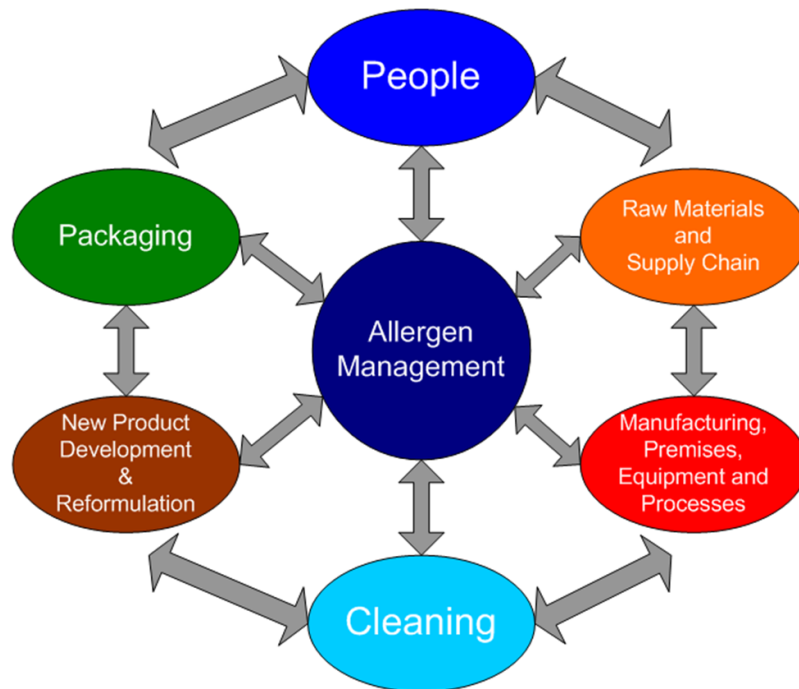 People
Packaging
Raw Materials
and
Supply Chain
Allergen
Management
New Product
Development
&
Reformulation
Manufacturing,
Premises,
Equipment and
Processes
Cleaning